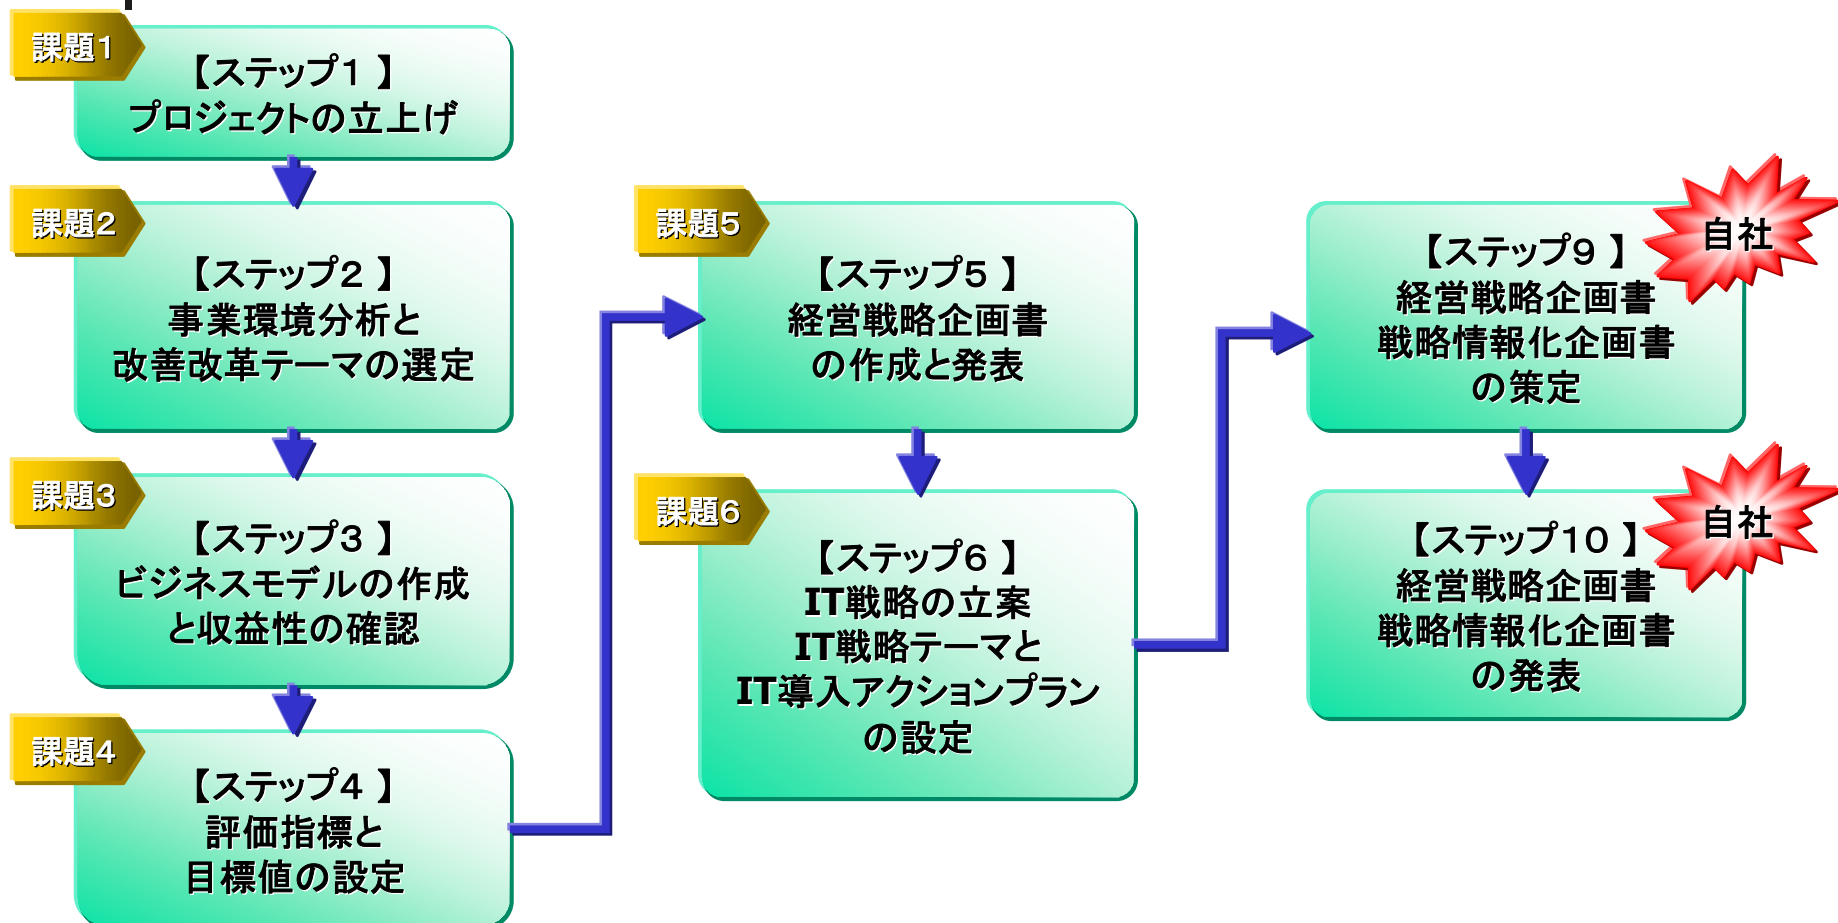 課題1
【ステップ1 】
プロジェクトの立上げ
課題2
【ステップ2 】
事業環境分析と
改善改革テーマの選定
課題3
【ステップ3 】
ビジネスモデルの作成
と収益性の確認
課題4
【ステップ4 】
評価指標と
目標値の設定
課題5
【ステップ5 】
経営戦略企画書
の作成と発表
課題6
【ステップ6 】
IT戦略の立案
IT戦略テーマと
IT導入アクションプラン
の設定
自社
【ステップ9 】
経営戦略企画書
戦略情報化企画書
の策定
自社
【ステップ10 】
経営戦略企画書
戦略情報化企画書
の発表